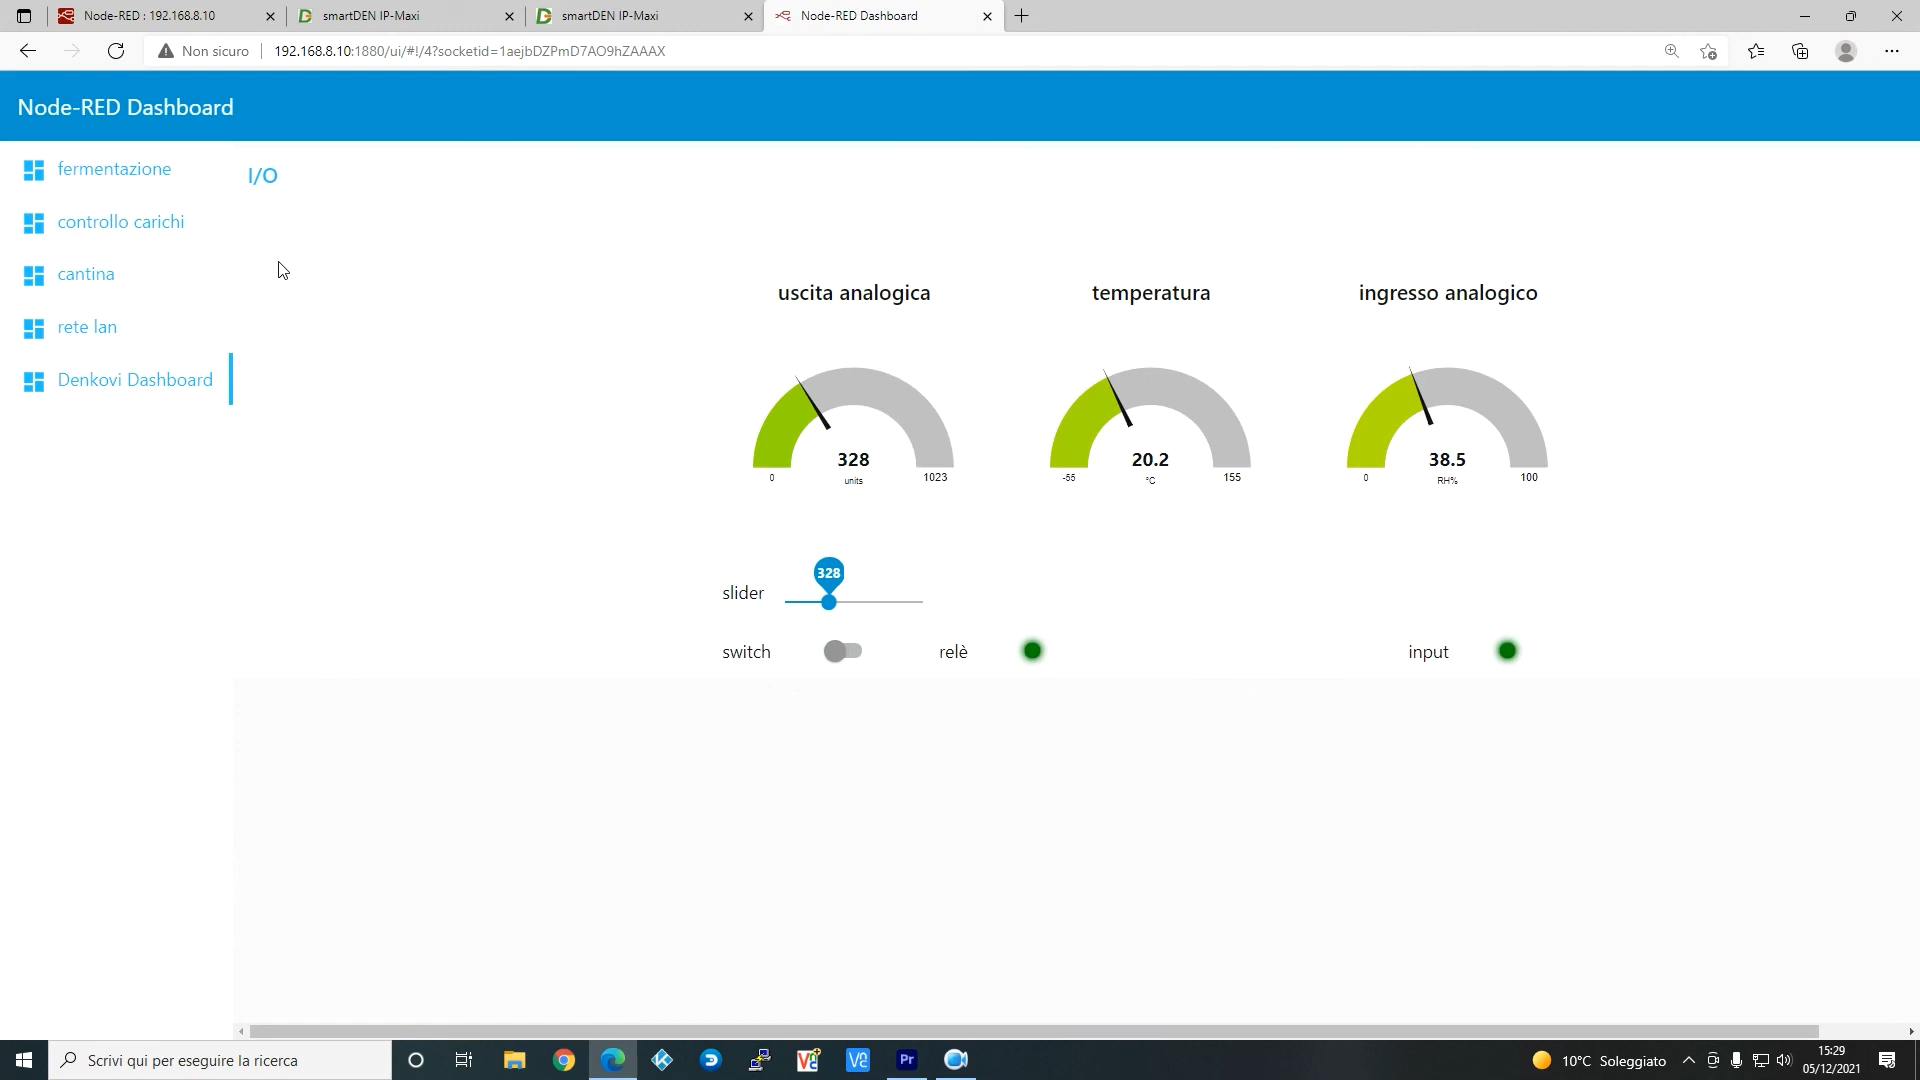 Node-RED : 192.168.8.10
smartDEN IP-Maxi
smartDEN IP-Maxi
Node-RED Dashboard
Non sicuro
192.168.8.10:1880/ui/#!/4?socketid=1aejbDZPmD7AO9hZAAAX
Node-RED Dashboard
fermentazione
controllo carichi
cantina
rete lan
Denkovi Dashboard
I/O
uscita analogica
temperatura
ingresso analogico
328
units
0
1023
20.2
°C
-55
155
38.5
RH%
0
100
slider
328
switch
relè
input
Scrivi qui per eseguire la ricerca
Pr
10°C Soleggiato
15:29
05/12/2021